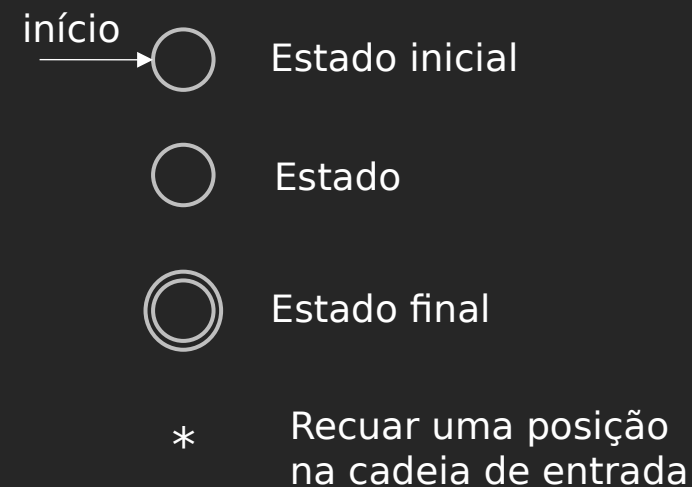 início
Estado inicial
Estado
Estado final
* Recuar uma posição
na cadeia de entrada